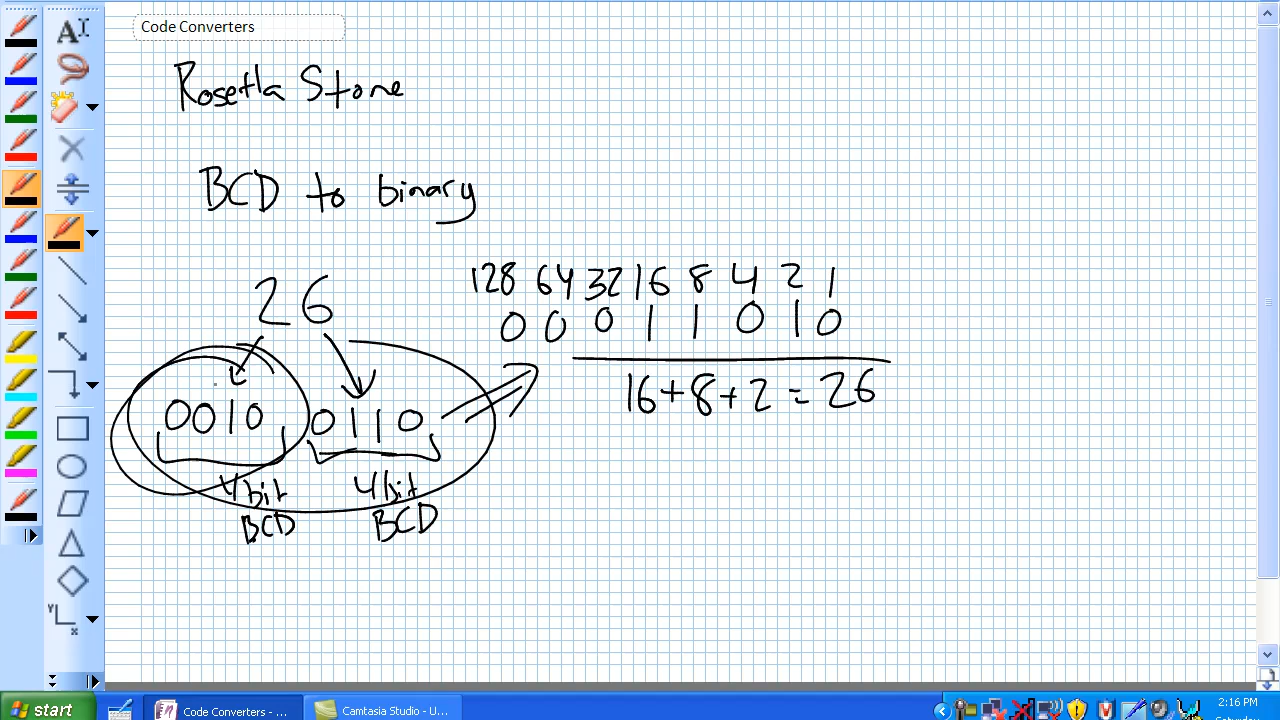 Code Converters
Rosetta Stone
BCD to binary
26
128 64 32 16 8 4 2 1
0 0 0 1 1 0 1 0
16+8+2=26
0010 0110
4bit 4bit
BCD BCD
start
Code Converters - ...
Camtasia Studio - U...
2:16 PM
Saturday